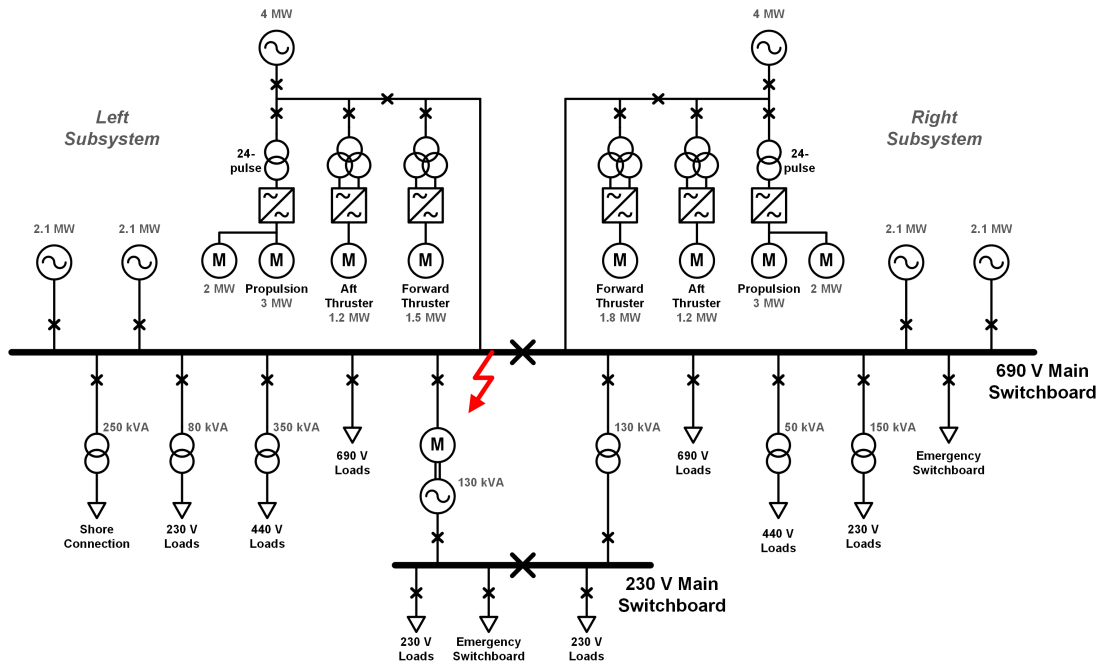 4 MW
4 MW
Left
Subsystem
Right
Subsystem
24-
pulse
24-
pulse
2.1 MW
2.1 MW
2.1 MW
2.1 MW
M
M
M
M
M
M
M
M
2 MW
Propulsion
3 MW
Aft
Thruster
1.2 MW
Forward
Thruster
1.5 MW
Forward
Thruster
1.8 MW
Aft
Thruster
1.2 MW
Propulsion
3 MW
2 MW
690 V Main
Switchboard
250 kVA
80 kVA
350 kVA
M
130 kVA
50 kVA
150 kVA
690 V
Loads
690 V
Loads
Emergency
Switchboard
130 kVA
Shore
Connection
230 V
Loads
440 V
Loads
440 V
Loads
230 V
Loads
230 V Main
Switchboard
230 V
Loads
Emergency
Switchboard
230 V
Loads